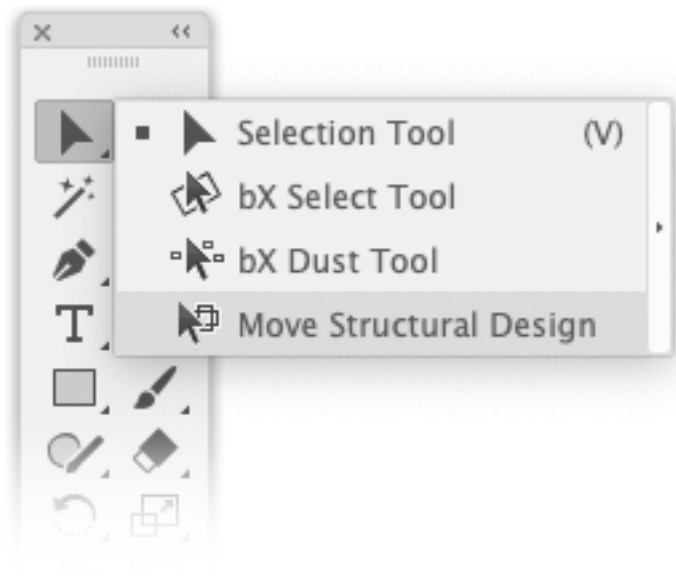 Selection Tool (V)
bX Select Tool
bX Dust Tool
Move Structural Design